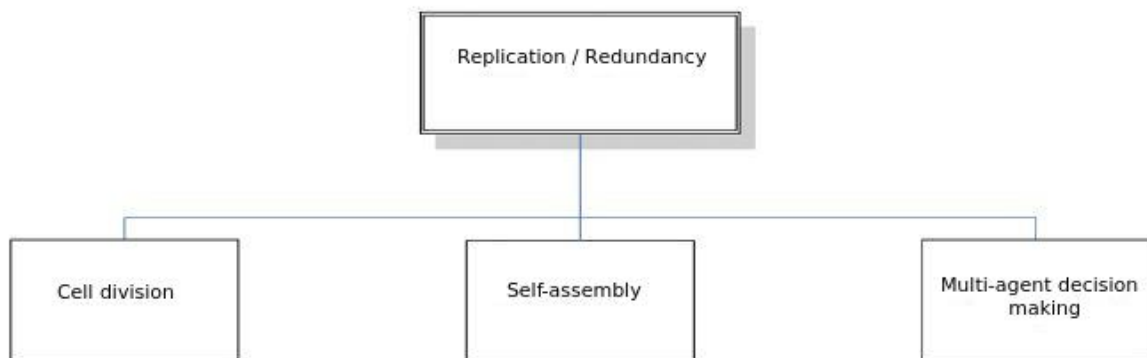 Replication / Redundancy
Cell division
Self-assembly
Multi-agent decision
making